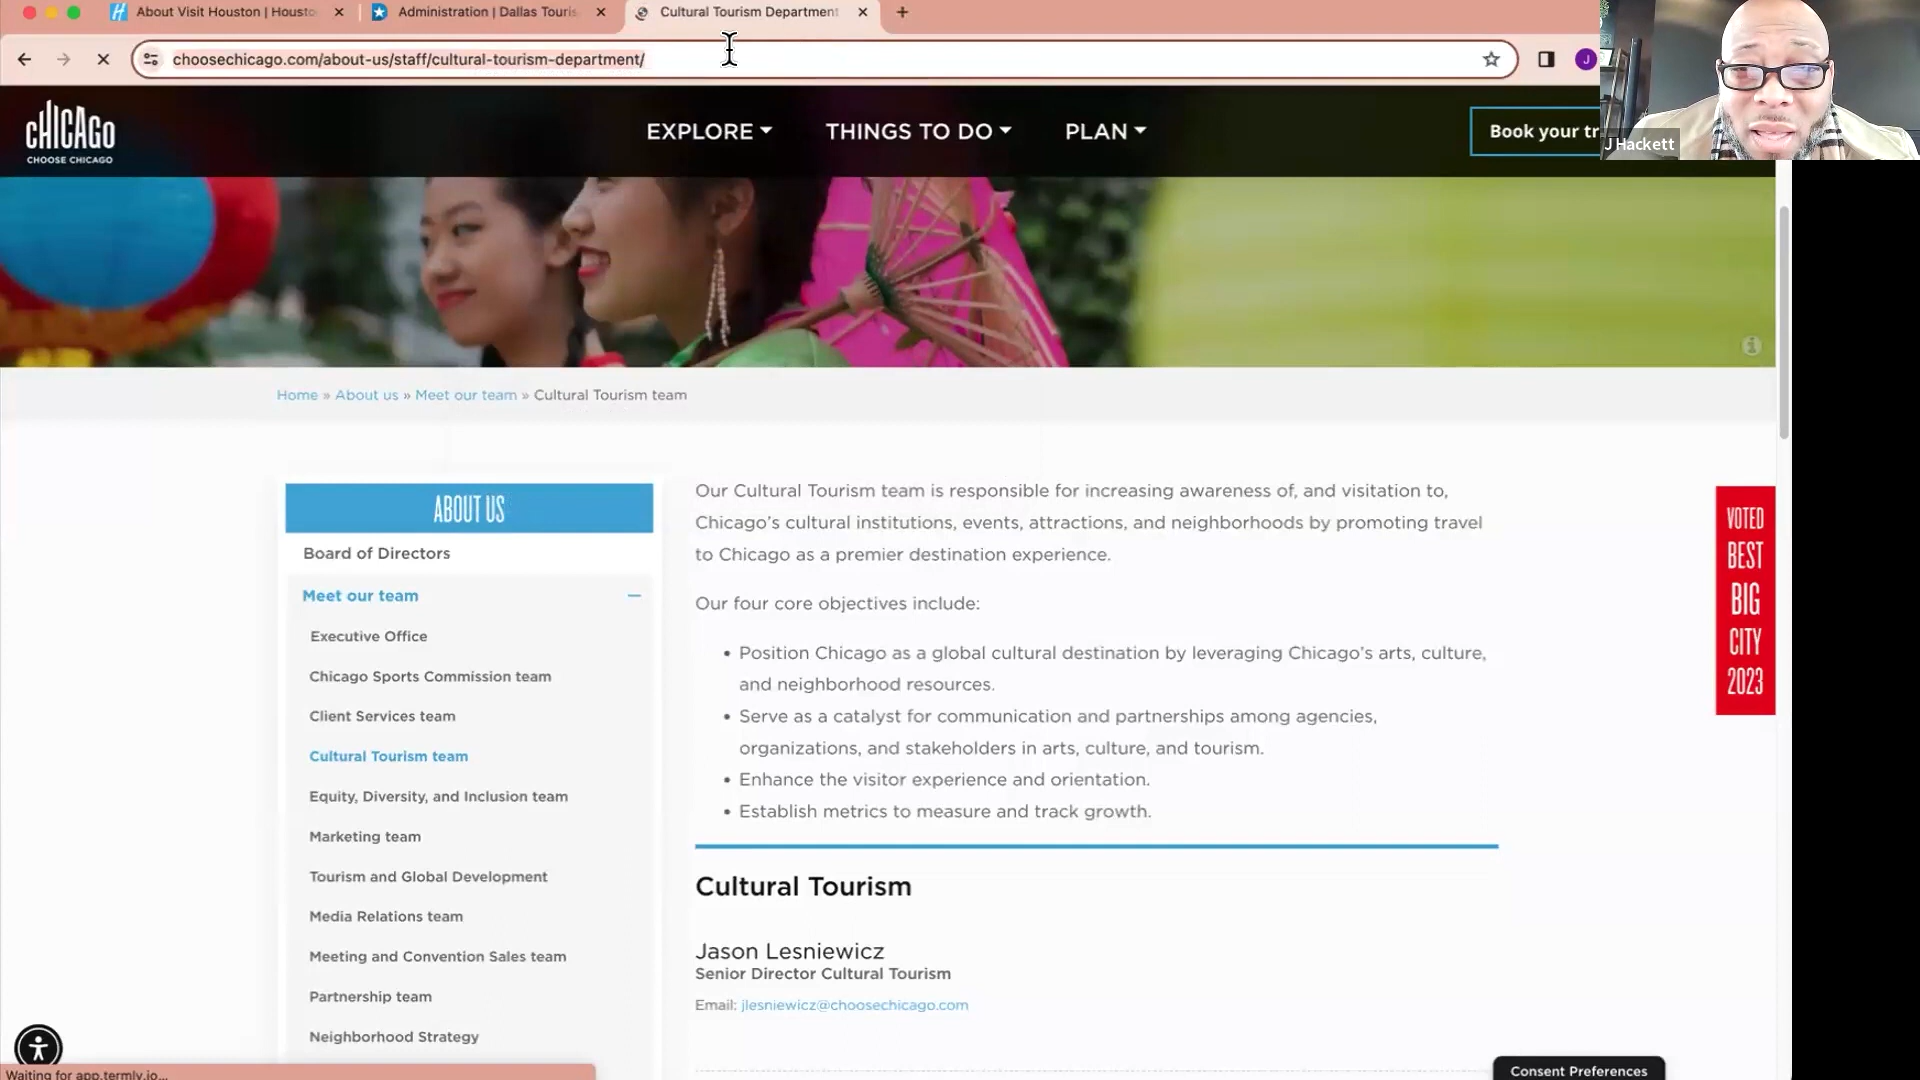 About Visit Houston | Housto
Administration | Dallas Touris
Cultural Tourism Department
choosechicago.com/about-us/staff/cultural-tourism-department/
J
J Hackett
CHICAGO
CHOOSE CHICAGO
EXPLORE
THINGS TO DO
PLAN
Book your tr
Home » About us » Meet our team » Cultural Tourism team
ABOUT US
Board of Directors
Meet our team
Executive Office
Chicago Sports Commission team
Client Services team
Cultural Tourism team
Equity, Diversity, and Inclusion team
Marketing team
Tourism and Global Development
Media Relations team
Meeting and Convention Sales team
Partnership team
Neighborhood Strategy
Our Cultural Tourism team is responsible for increasing awareness of, and visitation to,
Chicago’s cultural institutions, events, attractions, and neighborhoods by promoting travel
to Chicago as a premier destination experience.
Our four core objectives include:
• Position Chicago as a global cultural destination by leveraging Chicago’s arts, culture,
and neighborhood resources.
• Serve as a catalyst for communication and partnerships among agencies,
organizations, and stakeholders in arts, culture, and tourism.
• Enhance the visitor experience and orientation.
• Establish metrics to measure and track growth.
Cultural Tourism
Jason Lesniewicz
Senior Director Cultural Tourism
Email: jlesniewicz@choosechicago.com
VOTED
BEST
BIG
CITY
2023
Waiting for app.termly.io...
Consent Preferences